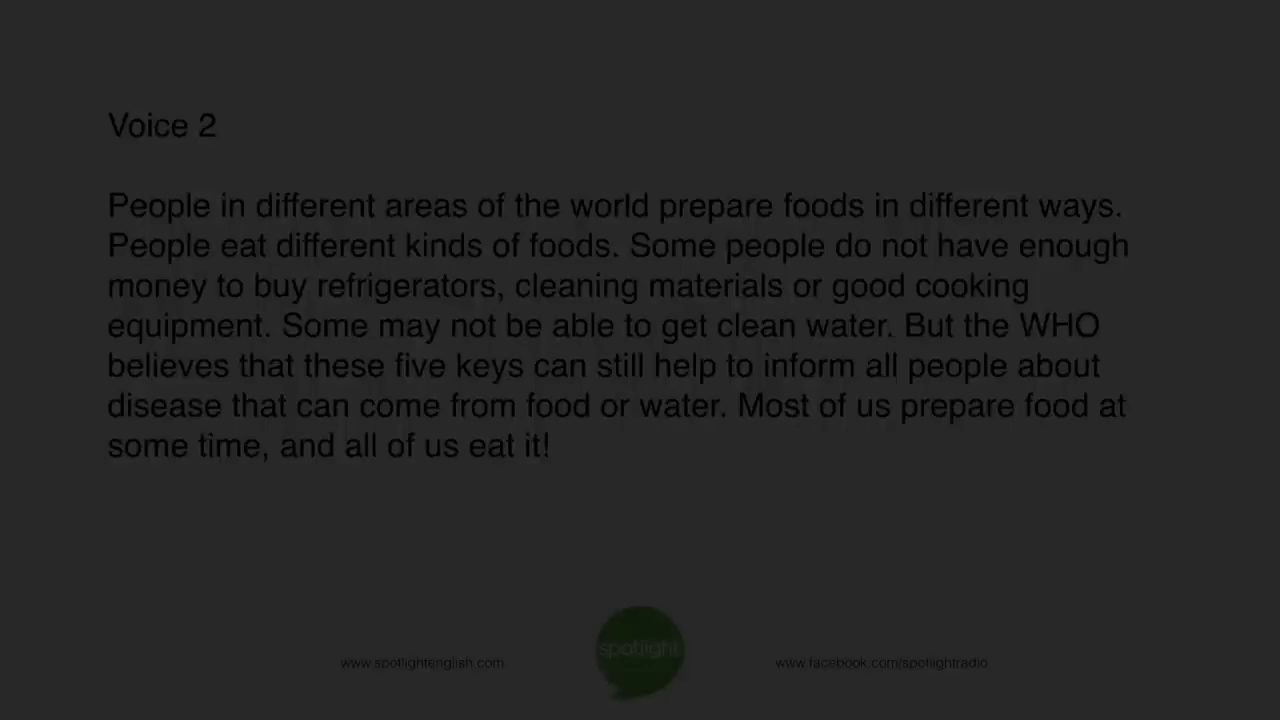 Voice 2
People in different areas of the world prepare foods in different ways.
People eat different kinds of foods. Some people do not have enough
money to buy refrigerators, cleaning materials or good cooking
equipment. Some may not be able to get clean water. But the WHO
believes that these five keys can still help to inform all people about
disease that can come from food or water. Most of us prepare food at
some time, and all of us eat it!
spotlight
www.spotlightenglish.com
www.facebook.com/spotlightradio